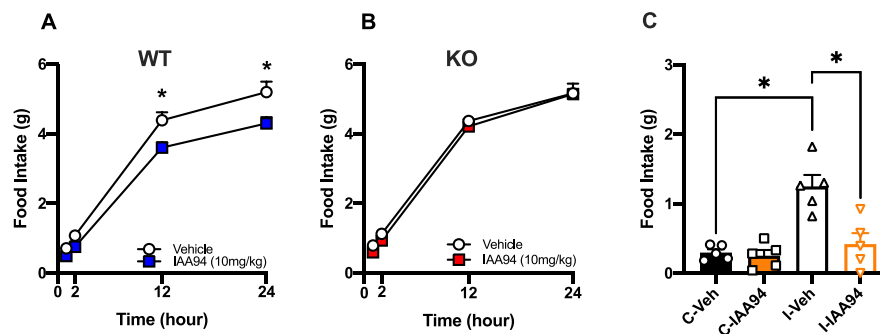 A
WT
Food Intake (g)
6
4
2
0
* *
Vehicle
IAA94 (10mg/kg)
0 2 12 24
Time (hour)
B
KO
Food Intake (g)
6
4
2
0
Vehicle
IAA94 (10mg/kg)
0 2 12 24
Time (hour)
C
Food Intake (g)
3
2
1
0
* *
C-Veh
C-IAA94
I-Veh
I-IAA94